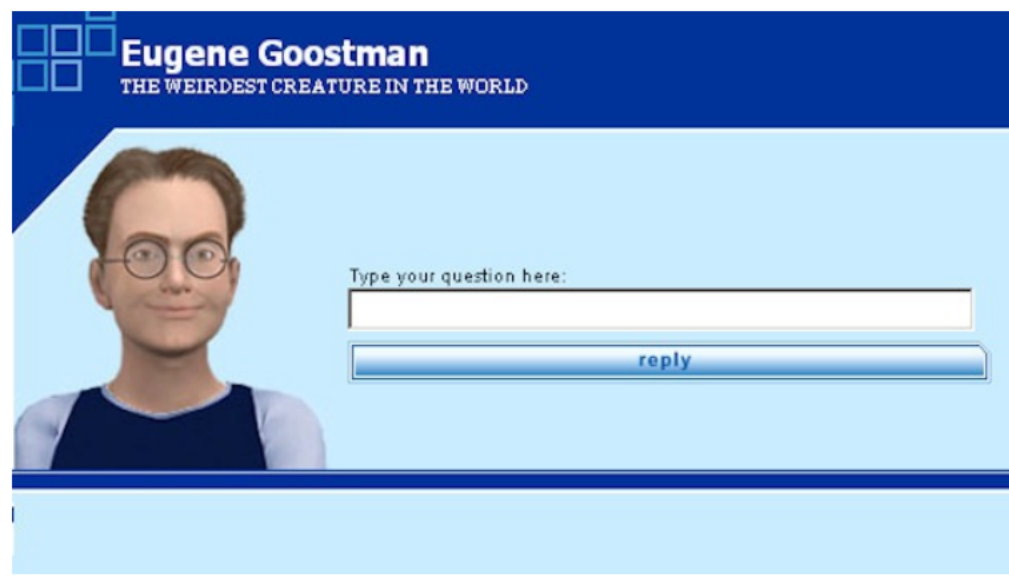 Eugene Goostman
THE WEIRDEST CREATURE IN THE WORLD
Type your question here:
reply